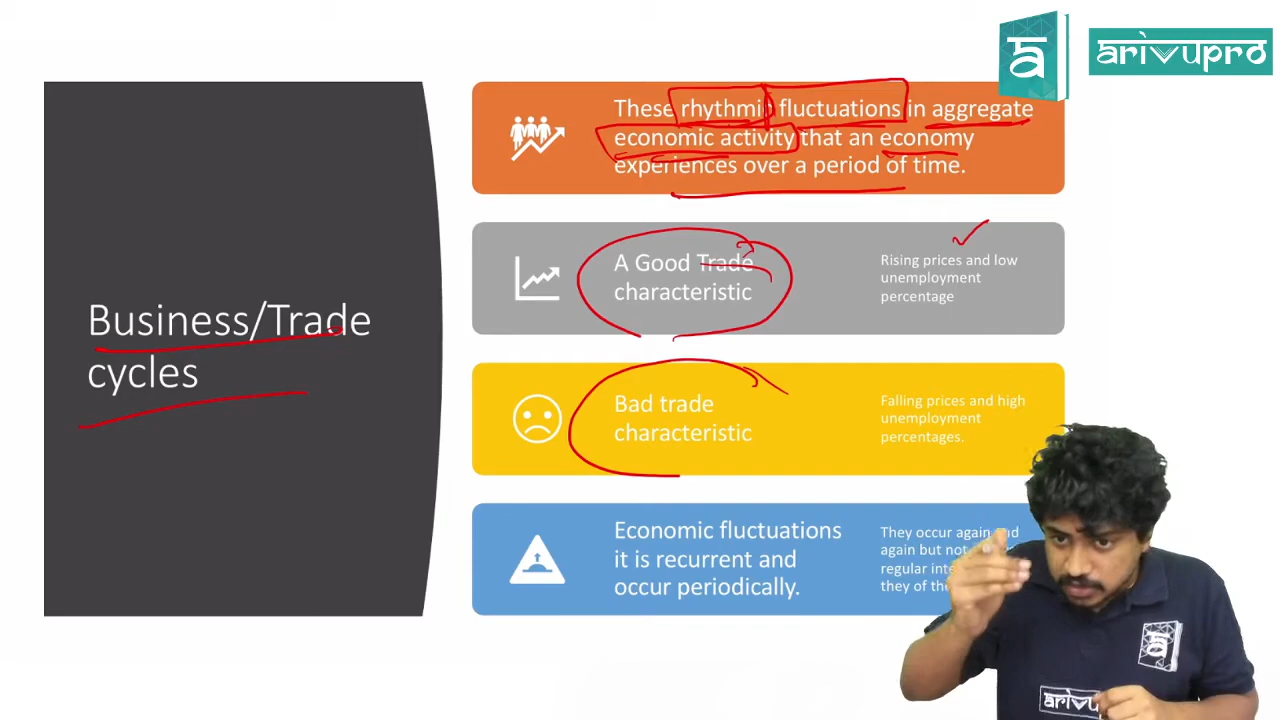 ā
arivupro
These rhythmic fluctuations in aggregate
economic activity that an economy
experiences over a period of time.
A Good Trade
characteristic
Rising prices and low
unemployment
percentage
Business/Trade
cycles
Bad trade
characteristic
Falling prices and high
unemployment
percentages.
Economic fluctuations
it is recurrent and
occur periodically.
They occur again and
again but not
regular
they of